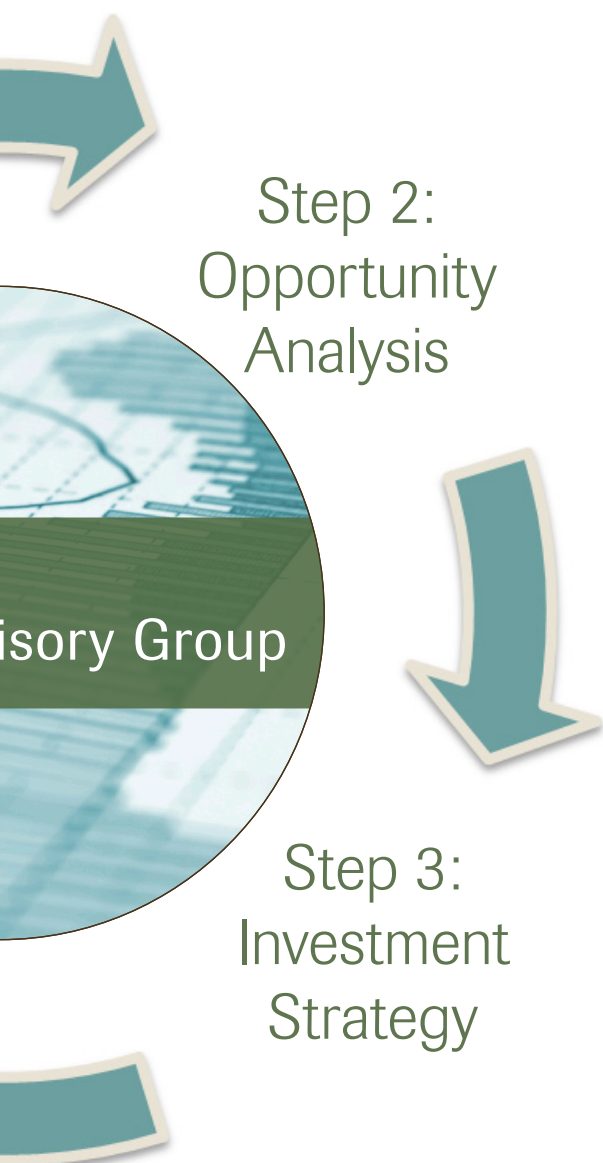 Step 2:
Opportunity
Analysis
isory Group
Step 3:
Investment
Strategy